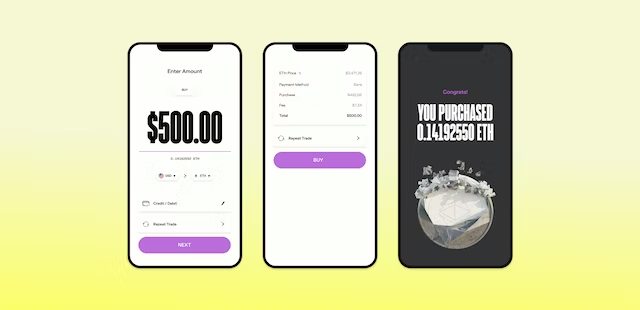 Enter Amount
BUY
$500.00
0.14192550 ETH
USD > ETH
Credit / Debit
Repeat Trade
NEXT
ETH Price
Payment Method
Purchase
Fee
Total $500.00
Repeat Trade
BUY
Congrats!
YOU PURCHASED
0.14192550 ETH